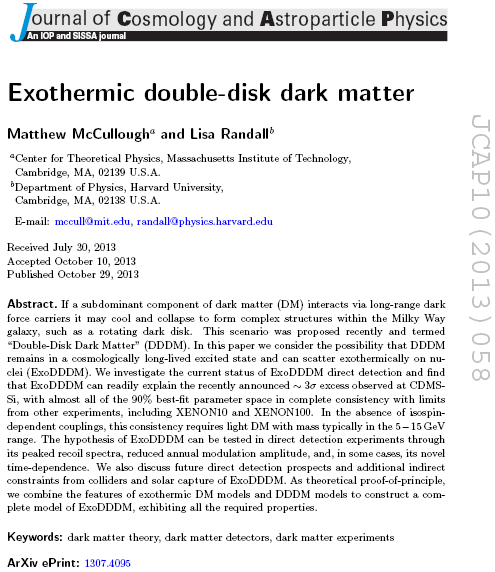 Journal of Cosmology and Astroparticle Physics
An IOP and SISSA journal
Exothermic double-disk dark matter
Matthew McCullough^a and Lisa Randall^b
^aCenter for Theoretical Physics, Massachusetts Institute of Technology,
Cambridge, MA, 02139 U.S.A.
^bDepartment of Physics, Harvard University,
Cambridge, MA, 02138 U.S.A.
E-mail: mccull@mit.edu, randall@physics.harvard.edu
Received July 30, 2013
Accepted October 10, 2013
Published October 29, 2013
Abstract. If a subdominant component of dark matter (DM) interacts via long-range dark
force carriers it may cool and collapse to form complex structures within the Milky Way
galaxy, such as a rotating dark disk. This scenario was proposed recently and termed
“Double-Disk Dark Matter” (DDDM). In this paper we consider the possibility that DDDM
remains in a cosmologically long-lived excited state and can scatter exothermically on nu-
clei (ExoDDDM). We investigate the current status of ExoDDDM direct detection and find
that ExoDDDM can readily explain the recently announced ∼ 3σ excess observed at CDMS-
Si, with almost all of the 90% best-fit parameter space in complete consistency with limits
from other experiments, including XENON10 and XENON100. In the absence of isospin-
dependent couplings, this consistency requires light DM with mass typically in the 5 – 15 GeV
range. The hypothesis of ExoDDDM can be tested in direct detection experiments through
its peaked recoil spectra, reduced annual modulation amplitude, and, in some cases, its novel
time-dependence. We also discuss future direct detection prospects and additional indirect
constraints from colliders and solar capture of ExoDDDM. As theoretical proof-of-principle,
we combine the features of exothermic DM models and DDDM models to construct a com-
plete model of ExoDDDM, exhibiting all the required properties.
Keywords: dark matter theory, dark matter detectors, dark matter experiments
ArXiv ePrint: 1307.4095
JCAP10(2013)058